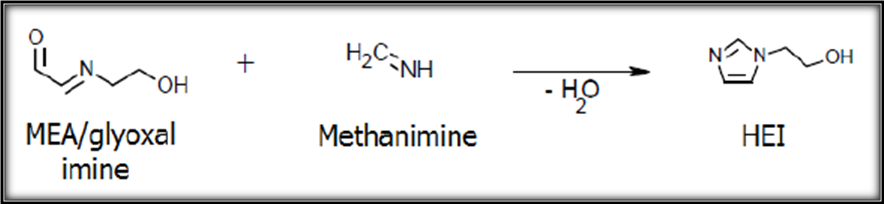 O
N
OH
+
H2C
NH
- H2O
N
N
OH
MEA/glyoxal
imine
Methanimine
HEI